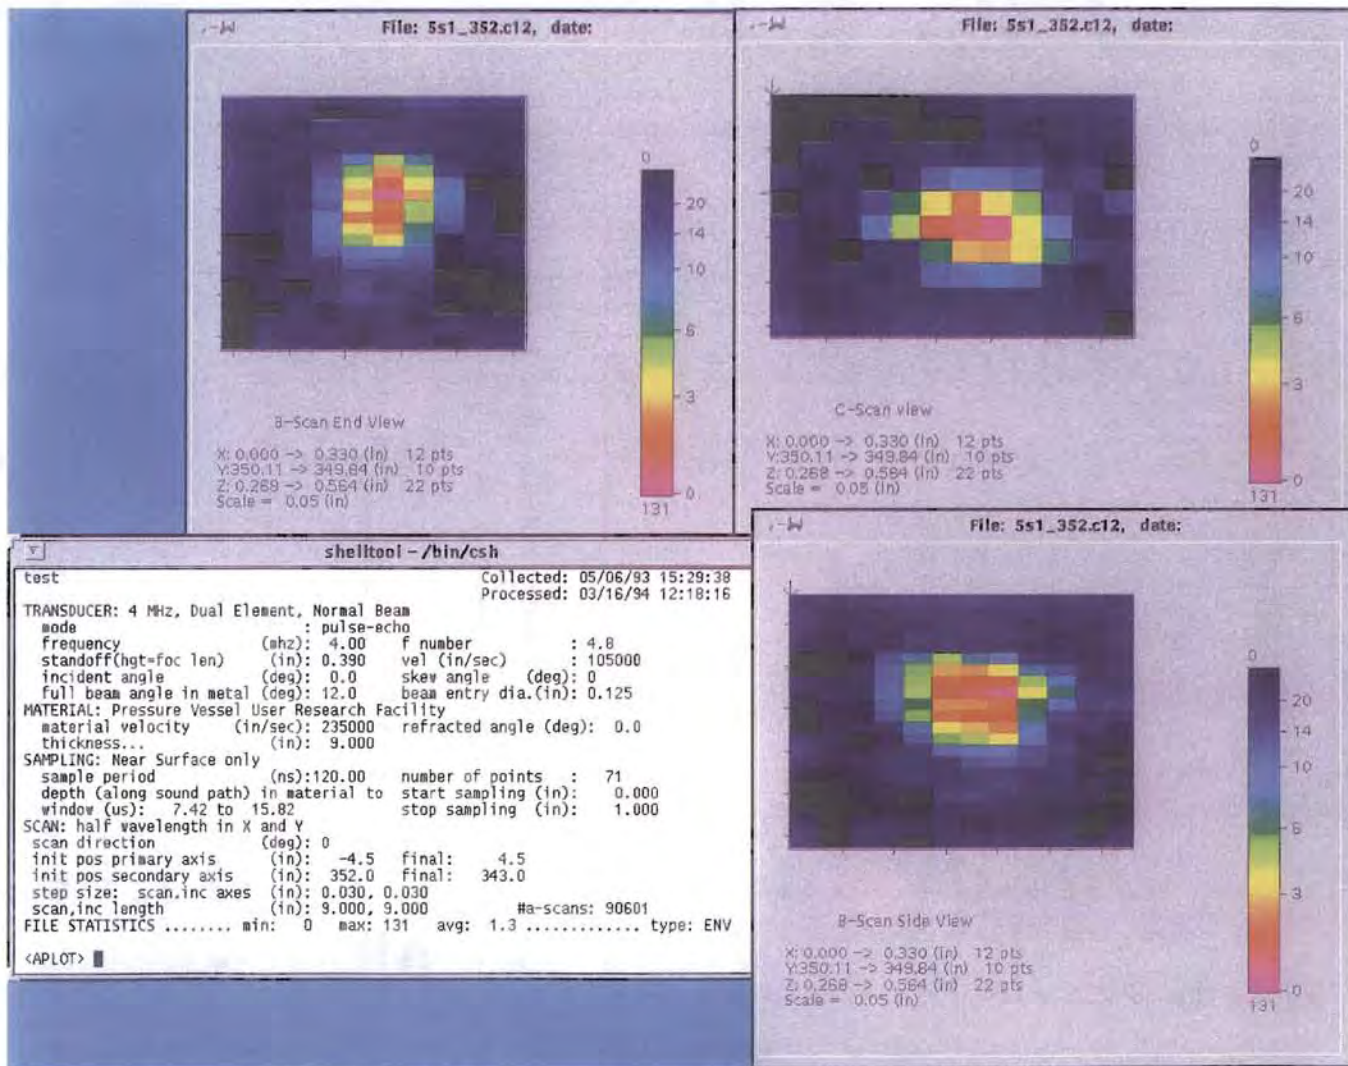 File: 5s1_352.c12, date:
0
20
14
10
6
3
0
131
B-Scan End View
X: 0.000 -> 0.330 (in) 12 pts
Y:350.11 -> 349.84 (in) 10 pts
Z: 0.268 -> 0.564 (in) 22 pts
Scale = 0.05 (in)
File: 5s1_352.c12, date:
0
20
14
10
6
3
0
131
C-Scan view
X: 0.000 -> 0.330 (in) 12 pts
Y:350.11 -> 349.84 (in) 10 pts
Z: 0.268 -> 0.564 (in) 22 pts
Scale = 0.05 (in)
shelltool - /bin/csh
test Collected: 05/06/93 15:29:38
Processed: 03/16/94 12:18:16
TRANSDUCER: 4 MHz, Dual Element, Normal Beam
mode : pulse-echo
frequency (mhz): 4.00 f number : 4.8
standoff(hgt=foc len) (in): 0.390 vel (in/sec) : 105000
incident angle (deg): 0.0 skew angle (deg): 0
full beam angle in metal (deg): 12.0 beam entry dia.(in): 0.125
MATERIAL: Pressure Vessel User Research Facility
material velocity (in/sec): 235000 refracted angle (deg): 0.0
thickness... (in): 9.000
SAMPLING: Near Surface only
sample period (ns):120.00 number of points : 71
depth (along sound path) in material to start sampling (in): 0.000
window (us): 7.42 to 15.82 stop sampling (in): 1.000
SCAN: half wavelength in X and Y
scan direction (deg): 0
init pos primary axis (in): -4.5 final: 4.5
init pos secondary axis (in): 352.0 final: 343.0
step size: scan,inc axes (in): 0.030, 0.030
scan,inc length (in): 9.000, 9.000 #a-scans: 90601
FILE STATISTICS ........ min: 0 max: 131 avg: 1.3 ............. type: ENV
<APLOT>
File: 5s1_352.c12, date:
0
20
14
10
6
3
0
131
B-Scan Side View
X: 0.000 -> 0.330 (in) 12 pts
Y:350.11 -> 349.84 (in) 10 pts
Z: 0.268 -> 0.564 (in) 22 pts
Scale = 0.05 (in)